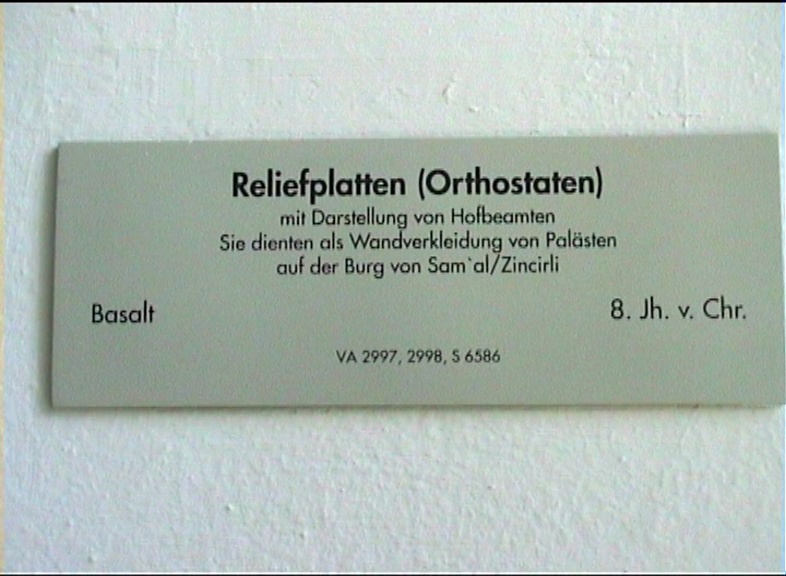 Reliefplatten (Orthostaten)
mit Darstellung von Hofbeamten
Sie dienten als Wandverkleidung von Palästen
auf der Burg von Sam`al/Zincirli
Basalt 8. Jh. v. Chr.
VA 2997, 2998, S 6586